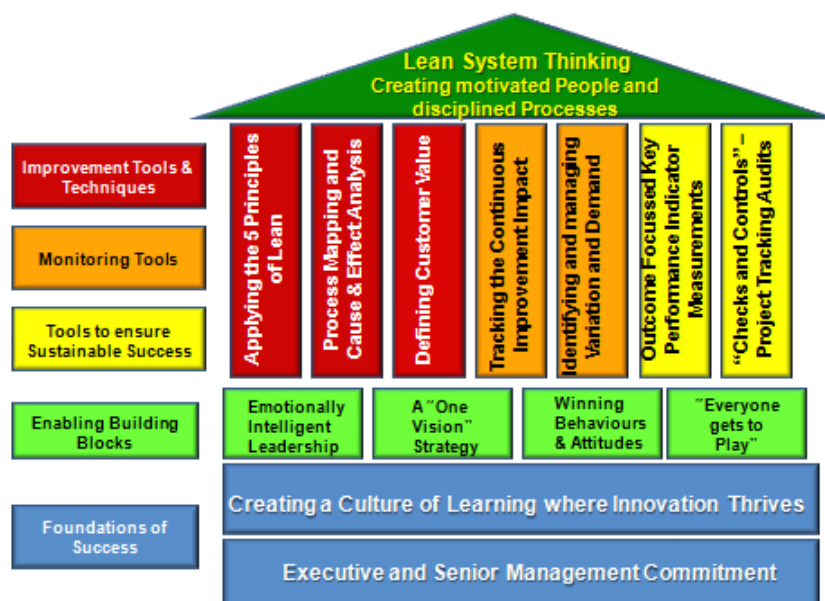 Lean System Thinking
Creating motivated People and
disciplined Processes
Improvement Tools &
Techniques
Monitoring Tools
Tools to ensure
Sustainable Success
Enabling Building
Blocks
Foundations of
Success
Applying the 5 Principles
of Lean
Process Mapping and
Cause & Effect Analysis
Defining Customer Value
Tracking the Continuous
Improvement Impact
Identifying and managing
Variation and Demand
Outcome Focussed Key
Performance Indicator
Measurements
“Checks and Controls” –
Project Tracking Audits
Emotionally
Intelligent
Leadership
A “One
Vision”
Strategy
Winning
Behaviours
& Attitudes
“Everyone
gets to
Play”
Creating a Culture of Learning where Innovation Thrives
Executive and Senior Management Commitment